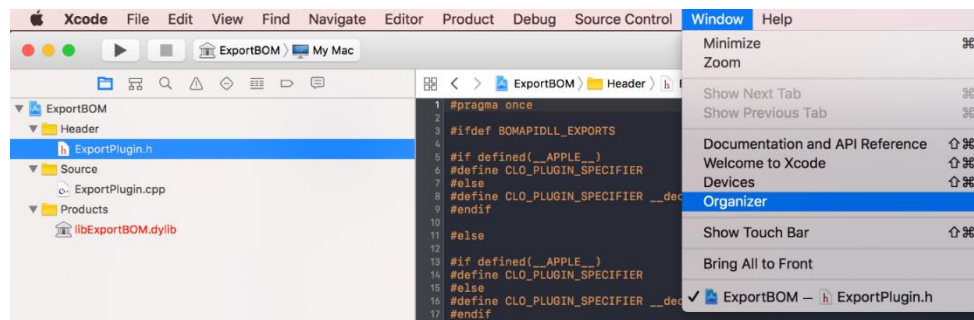 Xcode File Edit View Find Navigate Editor Product Debug Source Control Window Help
ExportBOM My Mac
Minimize ⌘
Zoom
Show Next Tab ⌘
Show Previous Tab ⌘
Documentation and API Reference ⇧⌘
Welcome to Xcode ⇧⌘
Devices ⇧⌘
Organizer
Show Touch Bar ⇧⌘
Bring All to Front
✓ ExportBOM — h ExportPlugin.h
ExportBOM
Header
h ExportPlugin.h
Source
ExportPlugin.cpp
Products
libExportBOM.dylib
ExportBOM Header h
1 #pragma once
2
3 #ifdef BOMAPIDLL_EXPORTS
4
5 #if defined(__APPLE__)
6 #define CLO_PLUGIN_SPECIFIER
7 #else
8 #define CLO_PLUGIN_SPECIFIER __dec
9 #endif
10
11 #else
12
13 #if defined(__APPLE__)
14 #define CLO_PLUGIN_SPECIFIER
15 #else
16 #define CLO_PLUGIN_SPECIFIER __dec
17 #endif